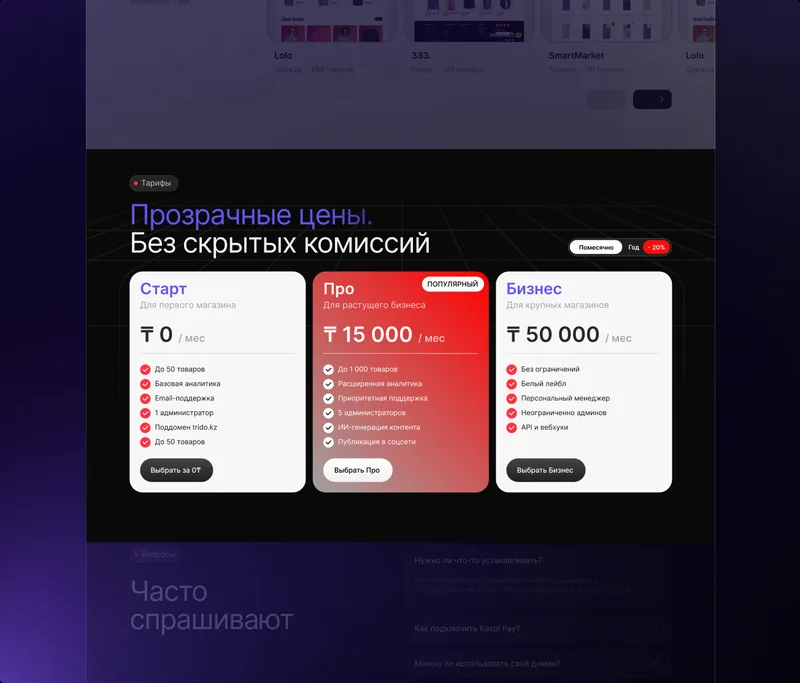 Lolo
333.
SmartMarket
Lolo
Одежда 248 товаров
Спорт
Тарифы
Прозрачные цены.
Без скрытых комиссий
Помесячно Год - 20%
Старт
Для первого магазина
₸ 0 / мес
До 50 товаров
Базовая аналитика
Email-поддержка
1 администратор
Поддомен trido.kz
До 50 товаров
Выбрать за 0₸
Про
ПОПУЛЯРНЫЙ
Для растущего бизнеса
₸ 15 000 / мес
До 1 000 товаров
Расширенная аналитика
Приоритетная поддержка
5 администраторов
ИИ-генерация контента
Публикация в соцсети
Выбрать Про
Бизнес
Для крупных магазинов
₸ 50 000 / мес
Без ограничений
Белый лейбл
Персональный менеджер
Неограниченно админов
API и вебхуки
Выбрать Бизнес
Вопросы
Часто
спрашивают
Нужно ли что-то устанавливать?
Как подключить Kaspi Pay?
Можно ли использовать свой домен?